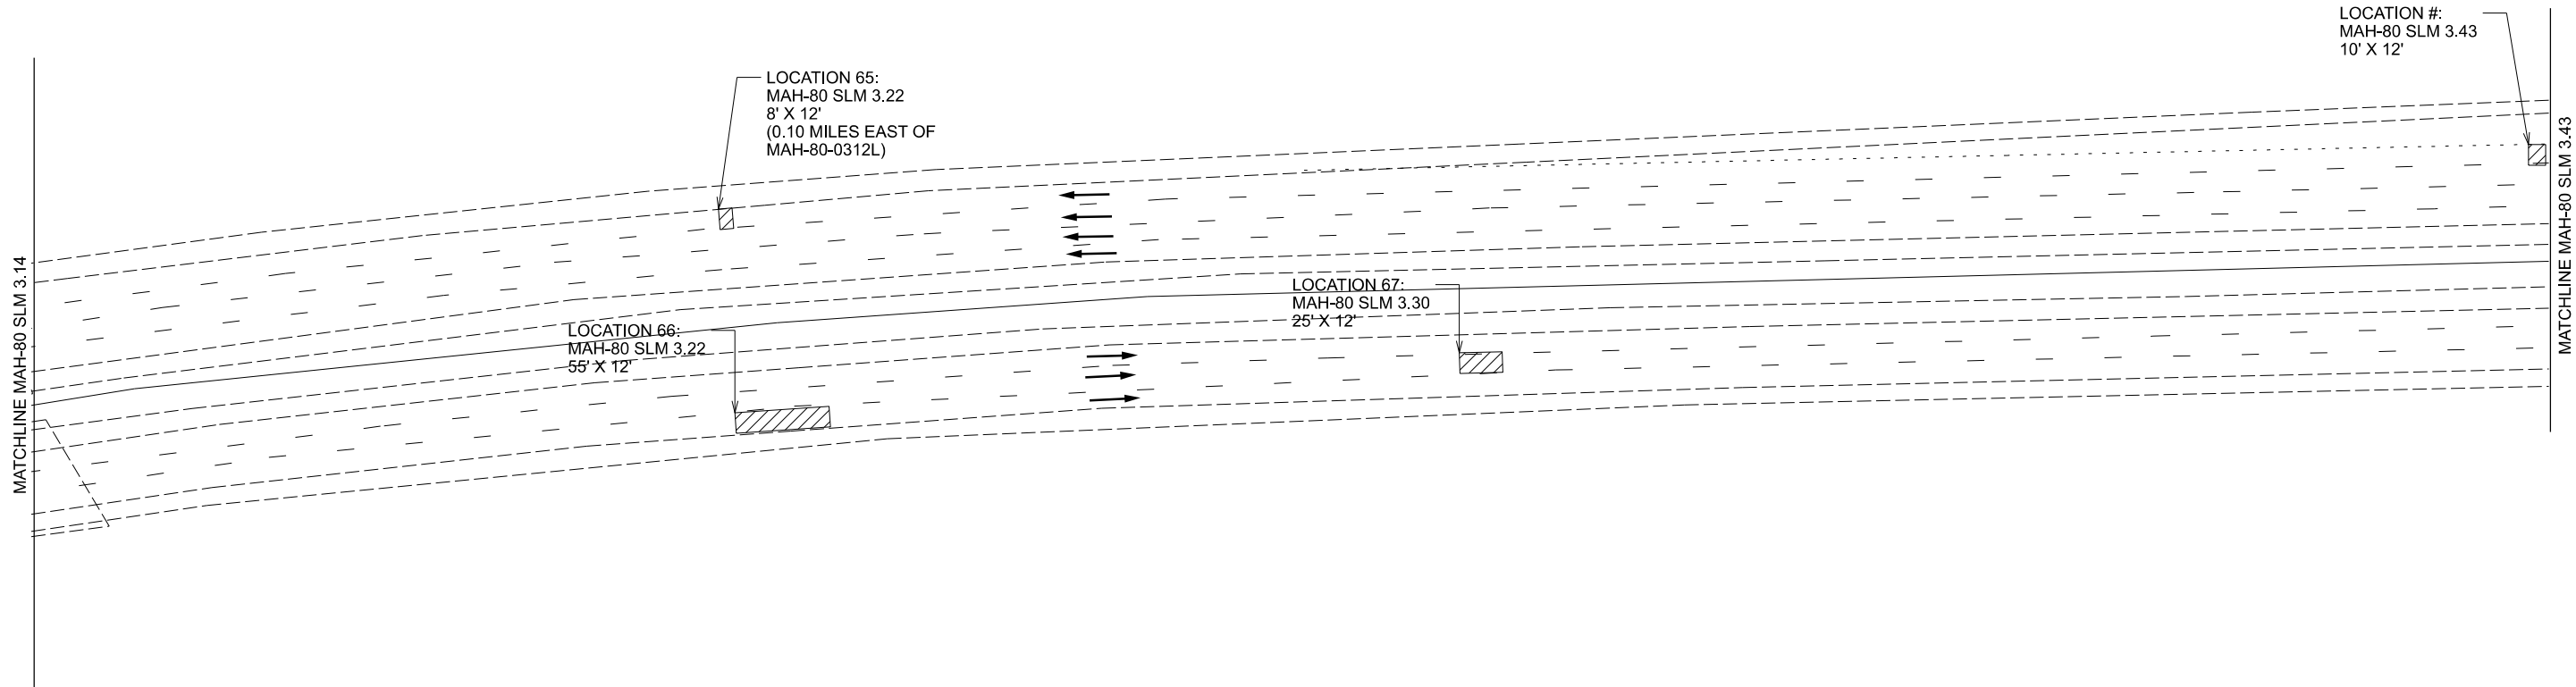 LOCATION #:
MAH-80 SLM 3.43
10' X 12'
LOCATION 65:
MAH-80 SLM 3.22
8' X 12'
(0.10 MILES EAST OF
MAH-80-0312L)
MATCHLINE MAH-80 SLM 3.14
LOCATION 66:
MAH-80 SLM 3.22
55' X 12'
LOCATION 67:
MAH-80 SLM 3.30
25' X 12'
MATCHLINE MAH-80 SLM 3.43